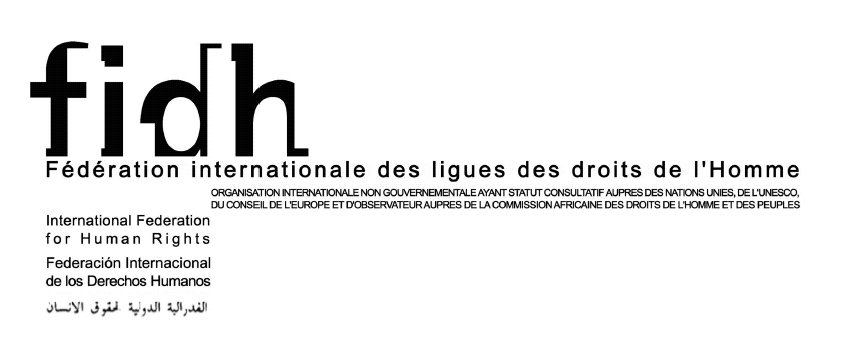 fidh
Fédération internationale des ligues des droits de l'Homme
ORGANISATION INTERNATIONALE NON GOUVERNEMENTALE AYANT STATUT CONSULTATIF AUPRES DES NATIONS UNIES, DE L'UNESCO,
DU CONSEIL DE L'EUROPE ET D'OBSERVATEUR AUPRES DE LA COMMISSION AFRICAINE DES DROITS DE L'HOMME ET DES PEUPLES
International Federation
for Human Rights
Federación Internacional
de los Derechos Humanos
الفدرالية الدولية لحقوق الانسان